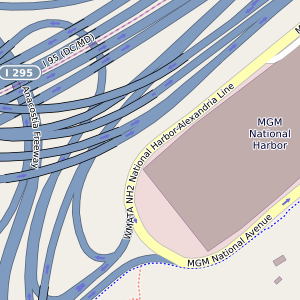 I 95 (DC/MD)
I 295
Anacostia Freeway
WMATA NH2 National Harbor-Alexandria Line
MGM
National
Harbor
MGM National Avenue